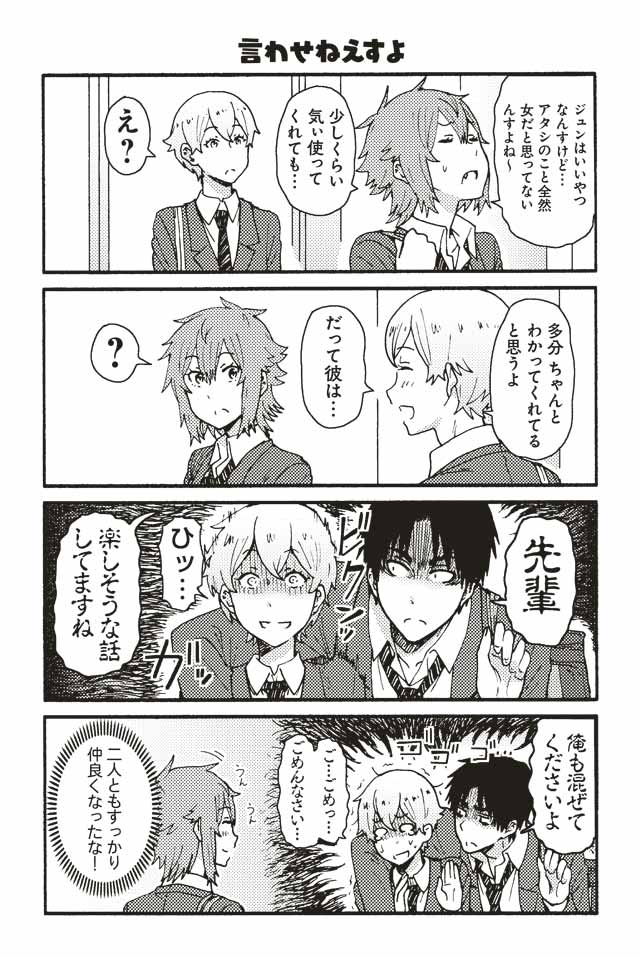 言わせねえすよ
ジュンはいいやつ
なんすけど…
アタシのこと全然
女だと思ってない
んすよね～
少しくらい
気ぃ使って
くれても…
え？
多分 ちゃんと
わかってくれてる
と思うよ
だって彼は…
？
先輩
ビクンッ
ひッ…
ガッ
楽しそうな話
してますね
俺も混ぜて
くださいよ
ゴゴゴ
ご…ごめっ…
ごめんなさい…
うん
うん
二人ともすっかり
仲良くなったな！